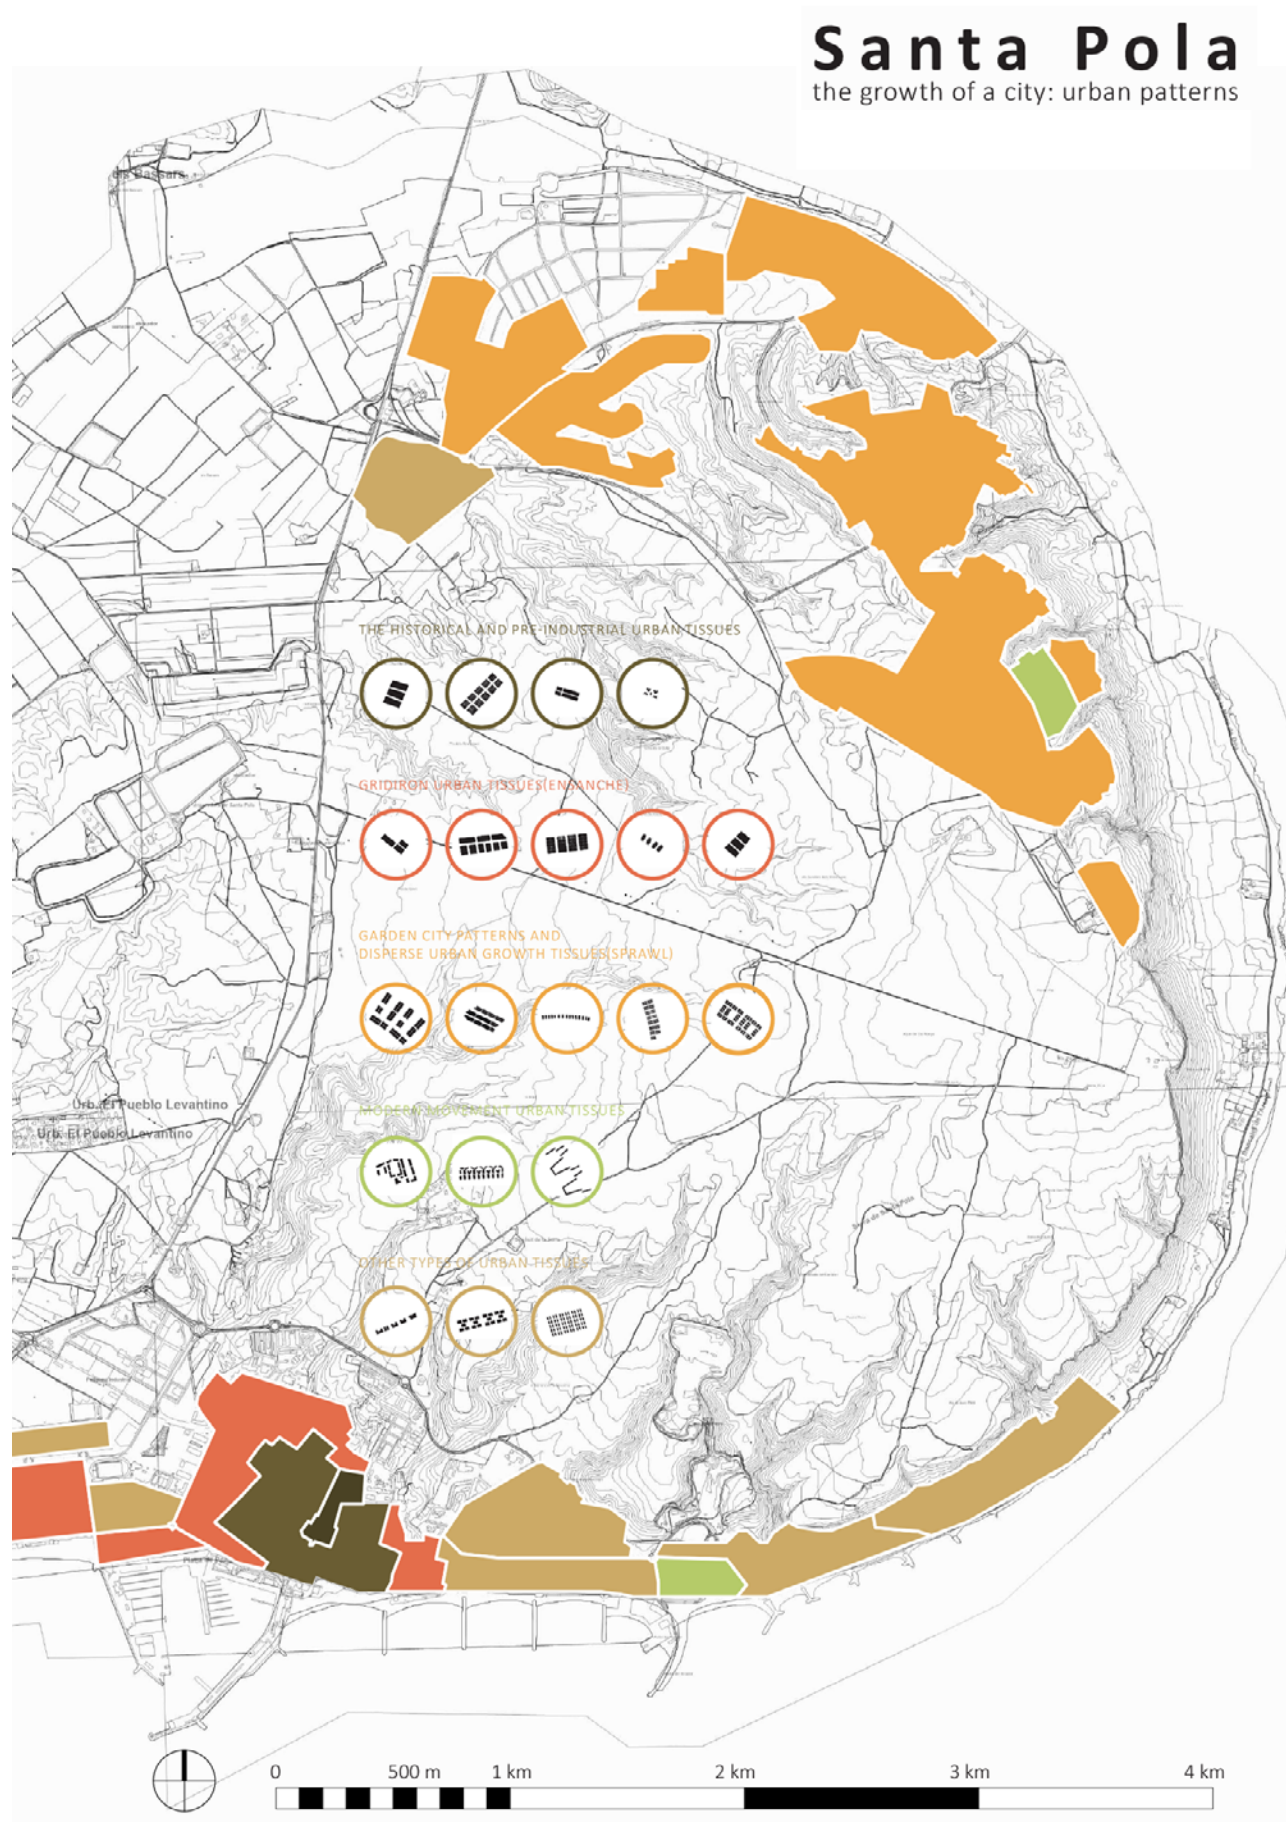 Santa Pola
the growth of a city: urban patterns
els Bassars
THE HISTORICAL AND PRE-INDUSTRIAL URBAN TISSUES
GRIDIRON URBAN TISSUES(ENSANCHE)
GARDEN CITY PATTERNS AND
DISPERSE URBAN GROWTH TISSUES(SPRAWL)
Urb. El Pueblo Levantino
Urb. El Pueblo Levantino
MODERN MOVEMENT URBAN TISSUES
OTHER TYPES OF URBAN TISSUES
0 500 m 1 km 2 km 3 km 4 km